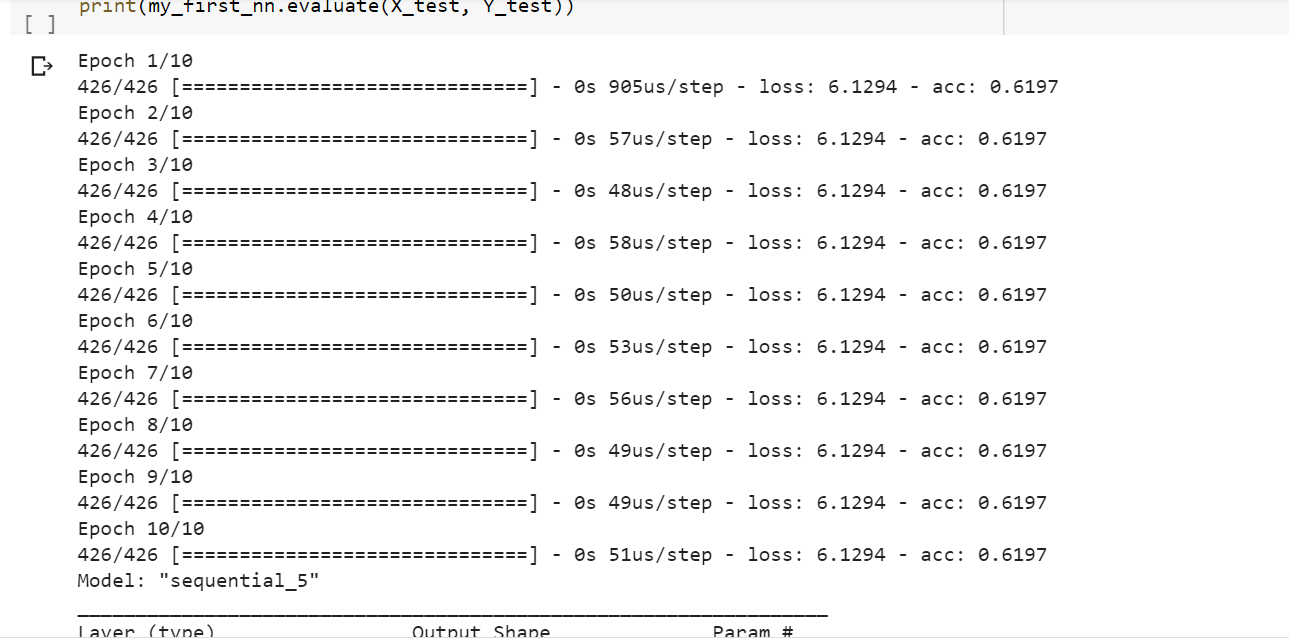 print(my_first_nn.evaluate(X_test, Y_test))
[ ]
Epoch 1/10
426/426 [==============================] - 0s 905us/step - loss: 6.1294 - acc: 0.6197
Epoch 2/10
426/426 [==============================] - 0s 57us/step - loss: 6.1294 - acc: 0.6197
Epoch 3/10
426/426 [==============================] - 0s 48us/step - loss: 6.1294 - acc: 0.6197
Epoch 4/10
426/426 [==============================] - 0s 58us/step - loss: 6.1294 - acc: 0.6197
Epoch 5/10
426/426 [==============================] - 0s 50us/step - loss: 6.1294 - acc: 0.6197
Epoch 6/10
426/426 [==============================] - 0s 53us/step - loss: 6.1294 - acc: 0.6197
Epoch 7/10
426/426 [==============================] - 0s 56us/step - loss: 6.1294 - acc: 0.6197
Epoch 8/10
426/426 [==============================] - 0s 49us/step - loss: 6.1294 - acc: 0.6197
Epoch 9/10
426/426 [==============================] - 0s 49us/step - loss: 6.1294 - acc: 0.6197
Epoch 10/10
426/426 [==============================] - 0s 51us/step - loss: 6.1294 - acc: 0.6197
Model: "sequential_5"
_________________________________________________________________
Layer (type) Output Shape Param #